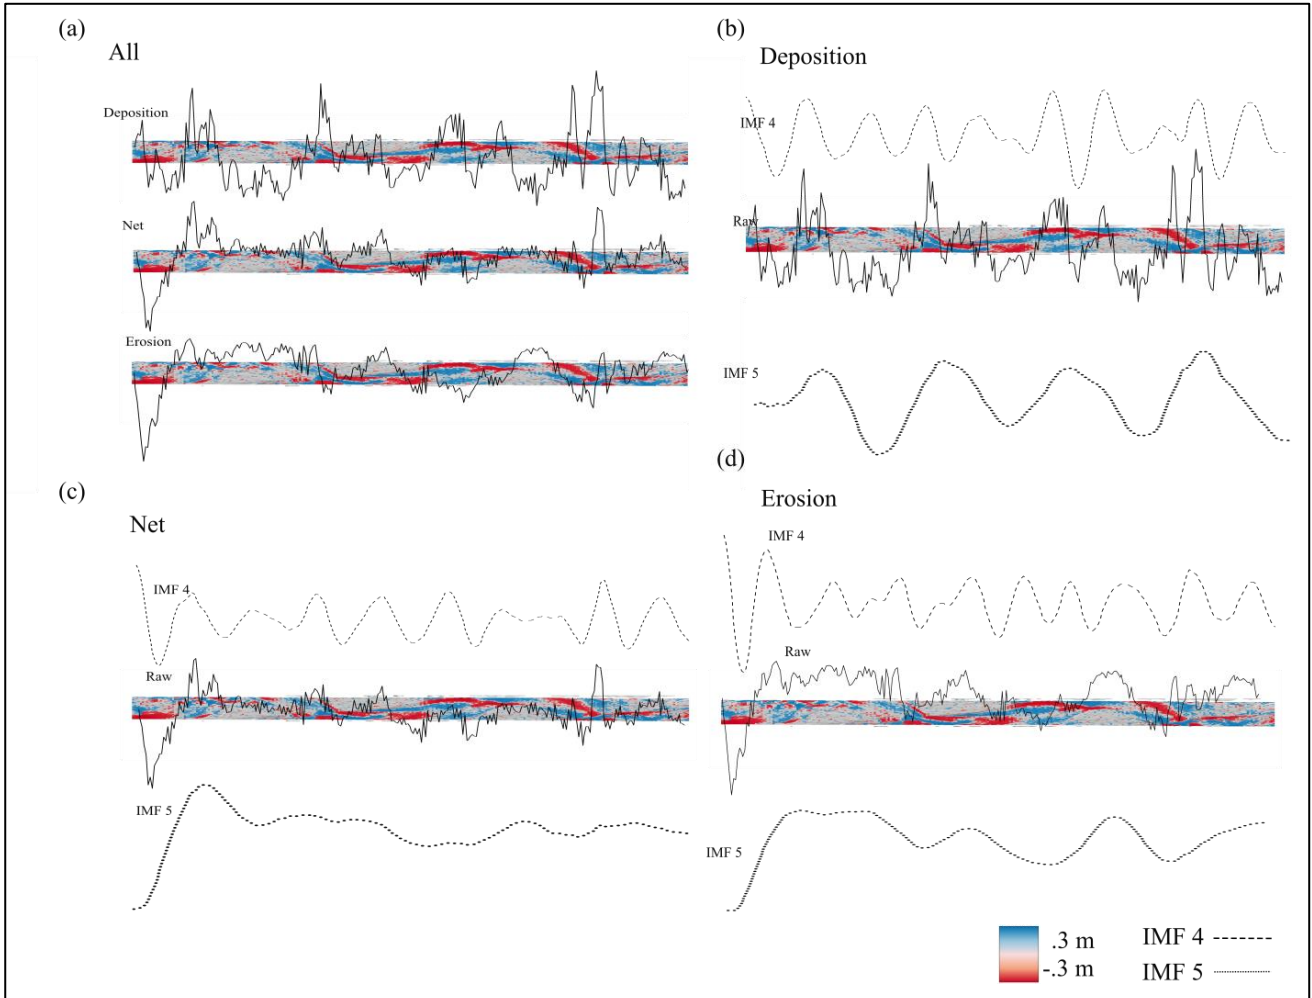 (a)
All
Deposition
Net
Erosion
(b)
Deposition
IMF 4
Raw
IMF 5
(c)
Net
IMF 4
Raw
IMF 5
(d)
Erosion
IMF 4
Raw
IMF 5
.3 m
-.3 m
IMF 4
IMF 5